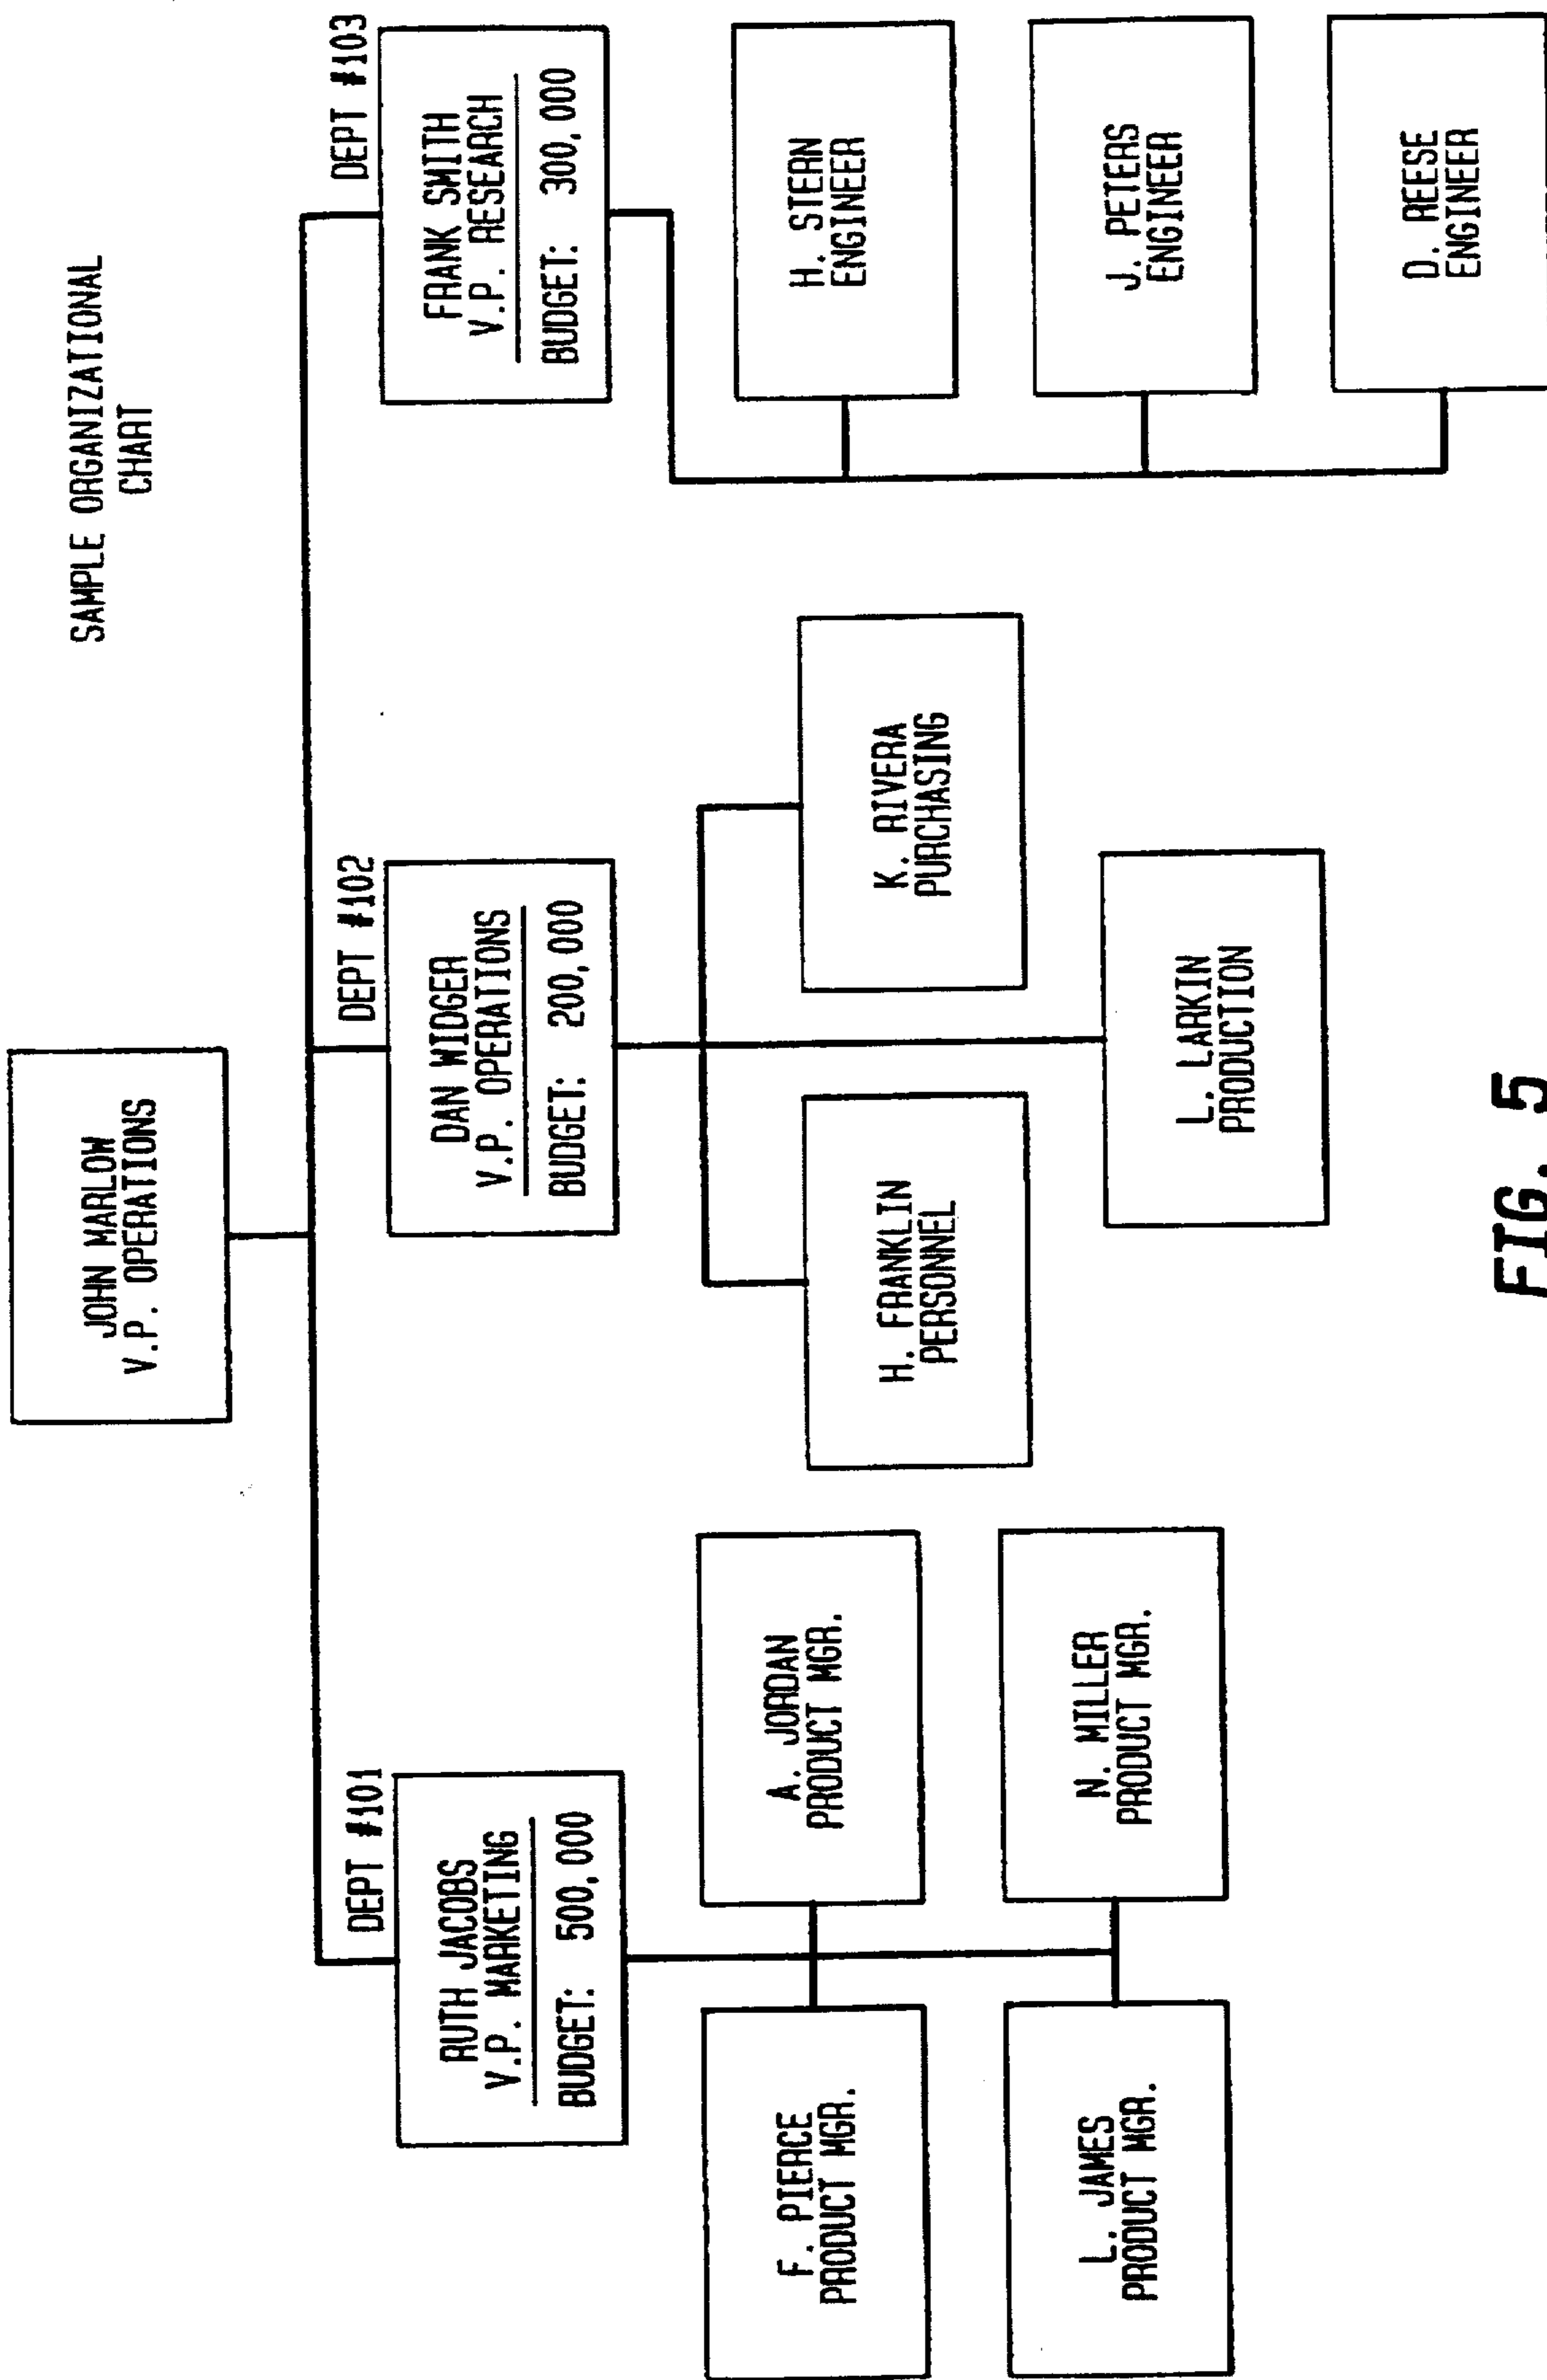 SAMPLE ORGANIZATIONAL
CHART
JOHN MARLOW
V.P. OPERATIONS
DEPT #101
RUTH JACOBS
V.P. MARKETING
BUDGET: 500,000
F. PIERCE
PRODUCT MGR.
A. JORDAN
PRODUCT MGR.
L. JAMES
PRODUCT MGR.
N. MILLER
PRODUCT MGR.
DEPT #102
DAN WIDGER
V.P. OPERATIONS
BUDGET: 200,000
H. FRANKLIN
PERSONNEL
K. RIVERA
PURCHASING
L. LARKIN
PRODUCTION
DEPT #103
FRANK SMITH
V.P. RESEARCH
BUDGET: 300,000
H. STERN
ENGINEER
J. PETERS
ENGINEER
D. REESE
ENGINEER
FIG. 5